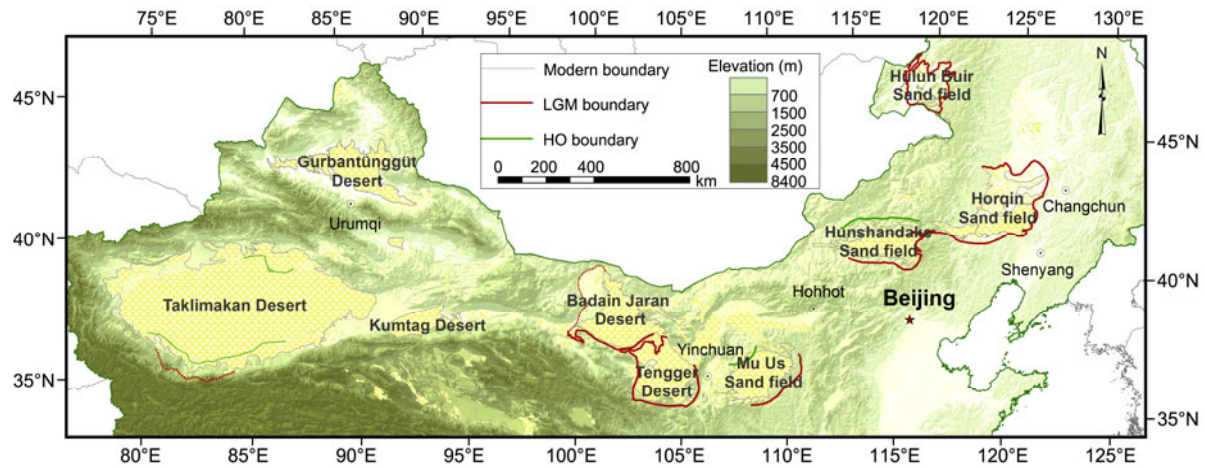 75°E 80°E 85°E 90°E 95°E 100°E 105°E 110°E 115°E 120°E 125°E 130°E
N
Modern boundary
LGM boundary
HO boundary
0 200 400 800
km
Elevation (m)
700
1500
2500
3500
4500
8400
Hulun Buir
Sand field
45°N
45°N
Gurbantünggüt
Desert
Urumqi
Horqin
Sand field
Changchun
40°N
Hunshandake
Sand field
Shenyang
40°N
Taklimakan Desert
Kumtag Desert
Badain Jaran
Desert
Hohhot
Beijing
Yinchuan
Mu Us
Sand field
Tengger
Desert
35°N
35°N
80°E 85°E 90°E 95°E 100°E 105°E 110°E 115°E 120°E 125°E